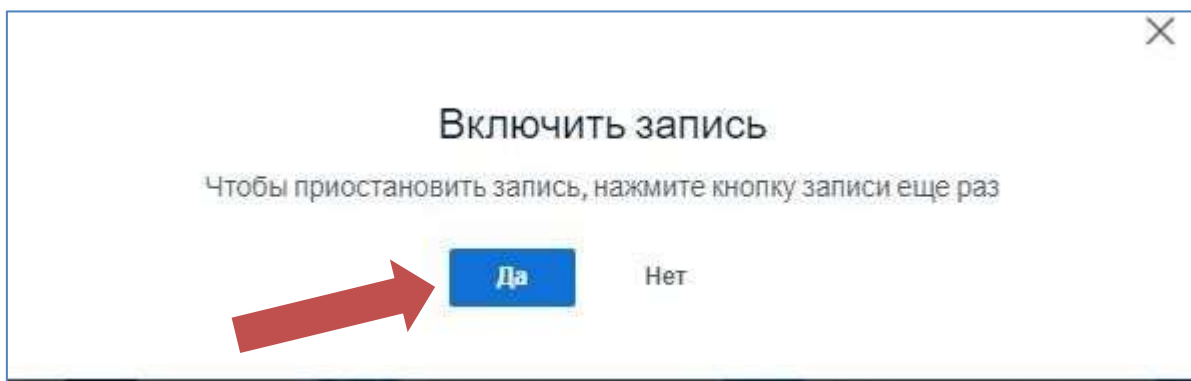 Включить запись
Чтобы приостановить запись, нажмите кнопку записи еще раз
Да Нет